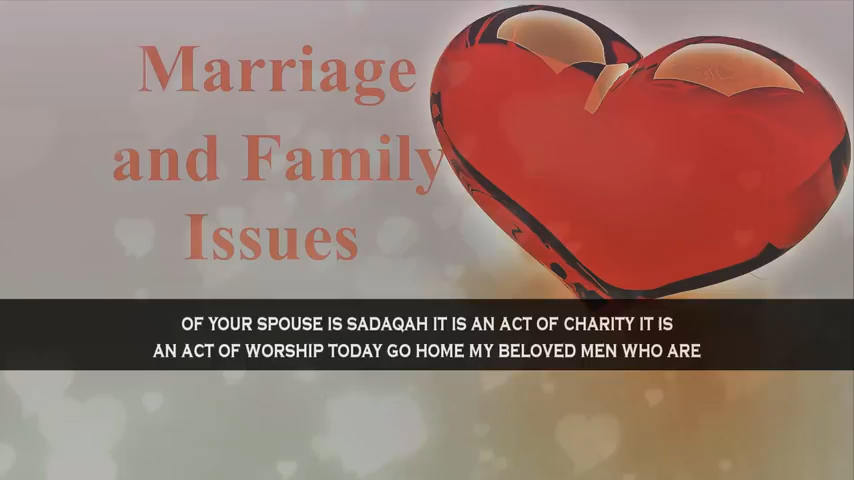 Marriage
and Family
Issues
OF YOUR SPOUSE IS SADAQAH IT IS AN ACT OF CHARITY IT IS
AN ACT OF WORSHIP TODAY GO HOME MY BELOVED MEN WHO ARE